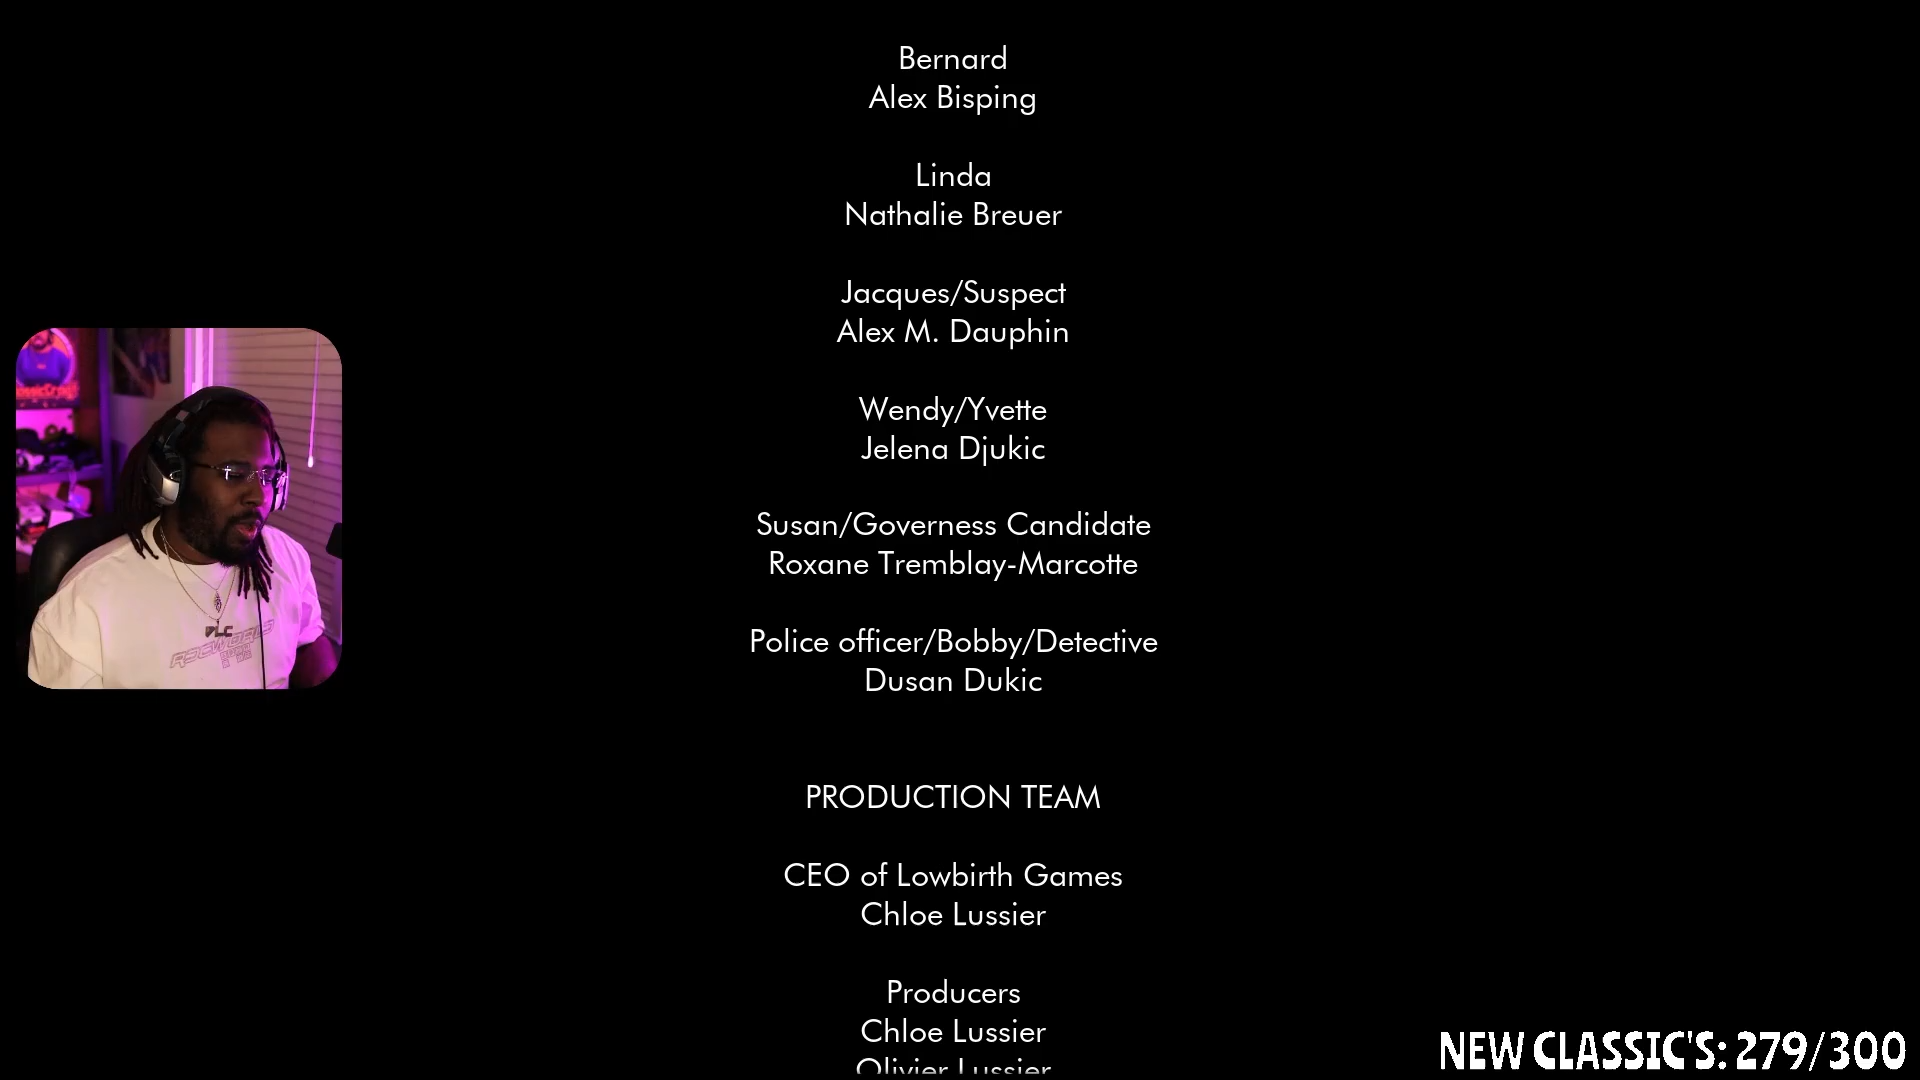 Bernard
Alex Bisping
Linda
Nathalie Breuer
Jacques/Suspect
Alex M. Dauphin
Wendy/Yvette
Jelena Djukic
Susan/Governess Candidate
Roxane Tremblay-Marcotte
Police officer/Bobby/Detective
Dusan Dukic
PRODUCTION TEAM
CEO of Lowbirth Games
Chloe Lussier
Producers
Chloe Lussier
Olivier Lussier
NEW CLASSIC'S: 279/300